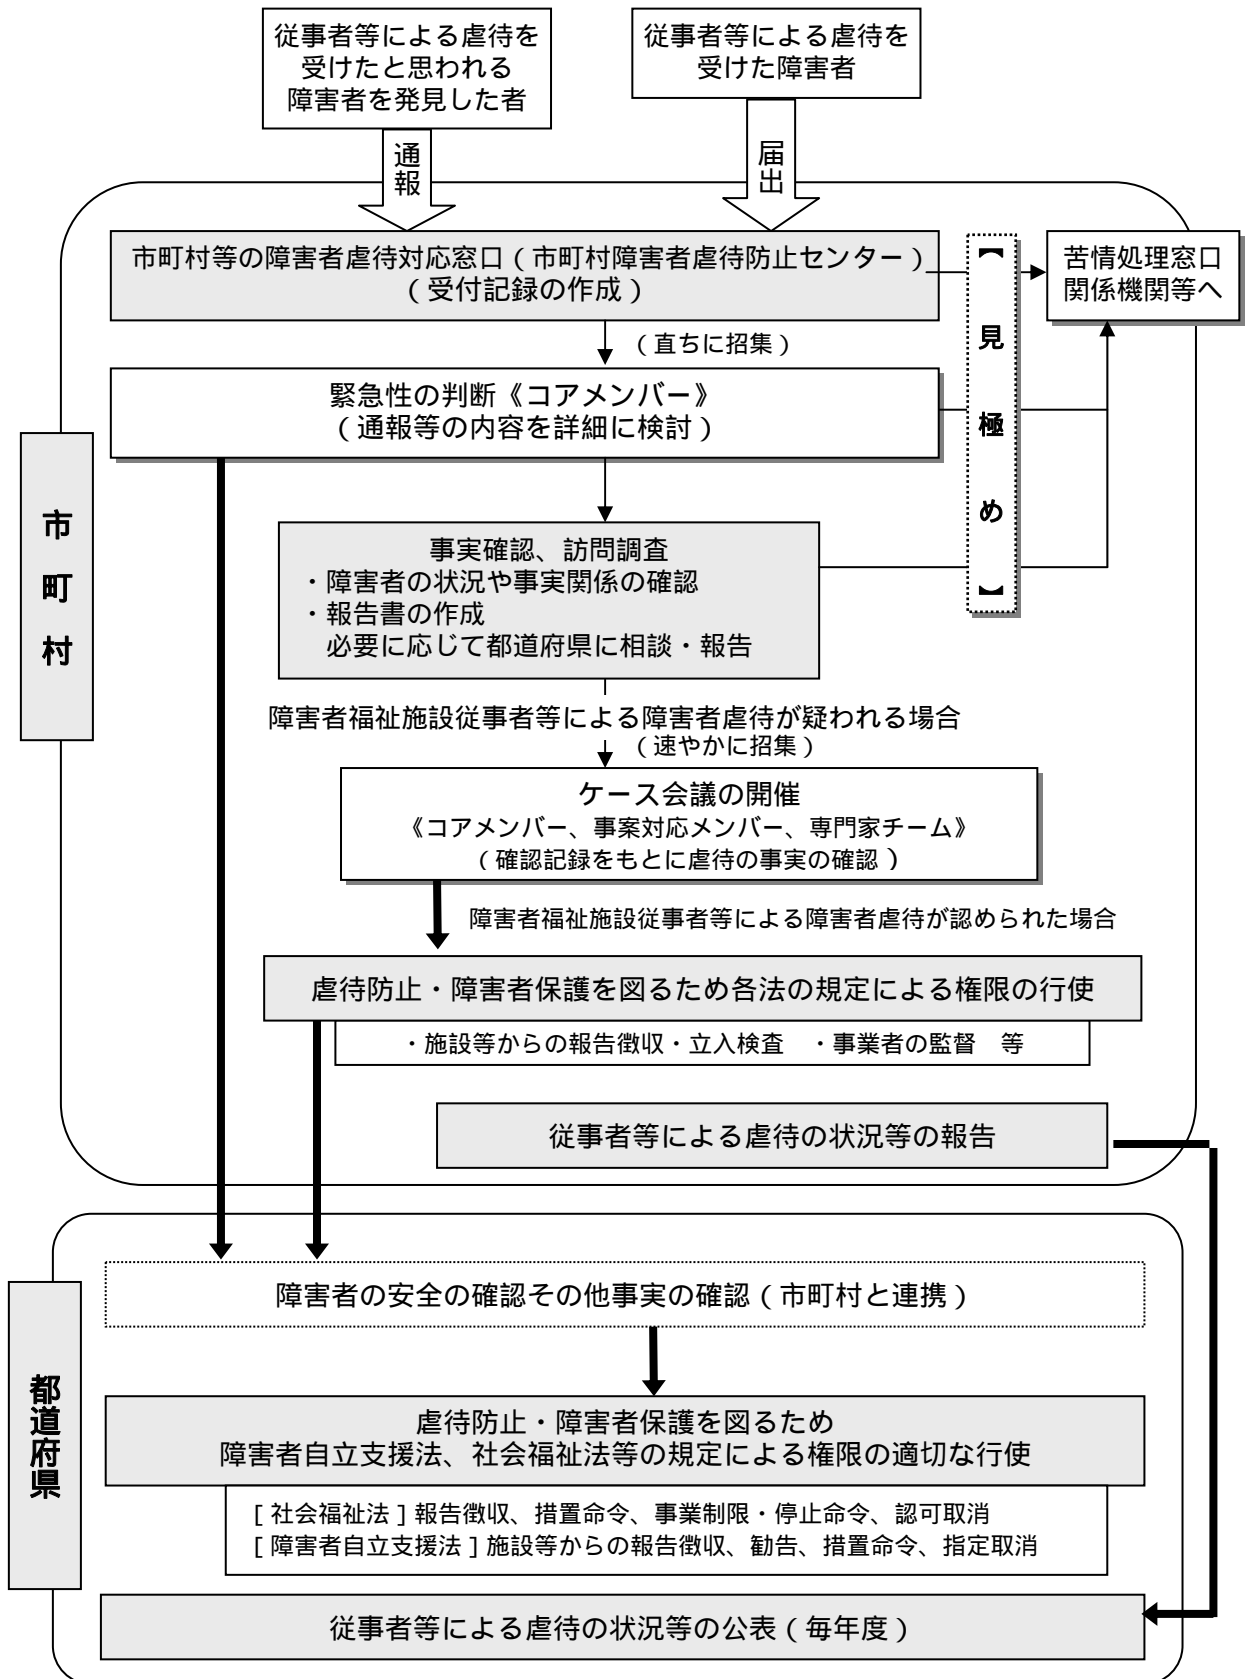 従事者等による虐待を
受けたと思われる
障害者を発見した者
従事者等による虐待を
受けた障害者
通報
届出
市町村等の障害者虐待対応窓口（市町村障害者虐待防止センター）
（受付記録の作成）
【見極め】
苦情処理窓口
関係機関等へ
（直ちに招集）
緊急性の判断《コアメンバー》
（通報等の内容を詳細に検討）
市町村
事実確認、訪問調査
・障害者の状況や事実関係の確認
・報告書の作成
必要に応じて都道府県に相談・報告
障害者福祉施設従事者等による障害者虐待が疑われる場合
（速やかに招集）
ケース会議の開催
《コアメンバー、事案対応メンバー、専門家チーム》
（確認記録をもとに虐待の事実の確認）
障害者福祉施設従事者等による障害者虐待が認められた場合
虐待防止・障害者保護を図るため各法の規定による権限の行使
・施設等からの報告徴収・立入検査　・事業者の監督　等
従事者等による虐待の状況等の報告
都道府県
障害者の安全の確認その他事実の確認（市町村と連携）
虐待防止・障害者保護を図るため
障害者自立支援法、社会福祉法等の規定による権限の適切な行使
［社会福祉法］報告徴収、措置命令、事業制限・停止命令、認可取消
［障害者自立支援法］施設等からの報告徴収、勧告、措置命令、指定取消
従事者等による虐待の状況等の公表（毎年度）